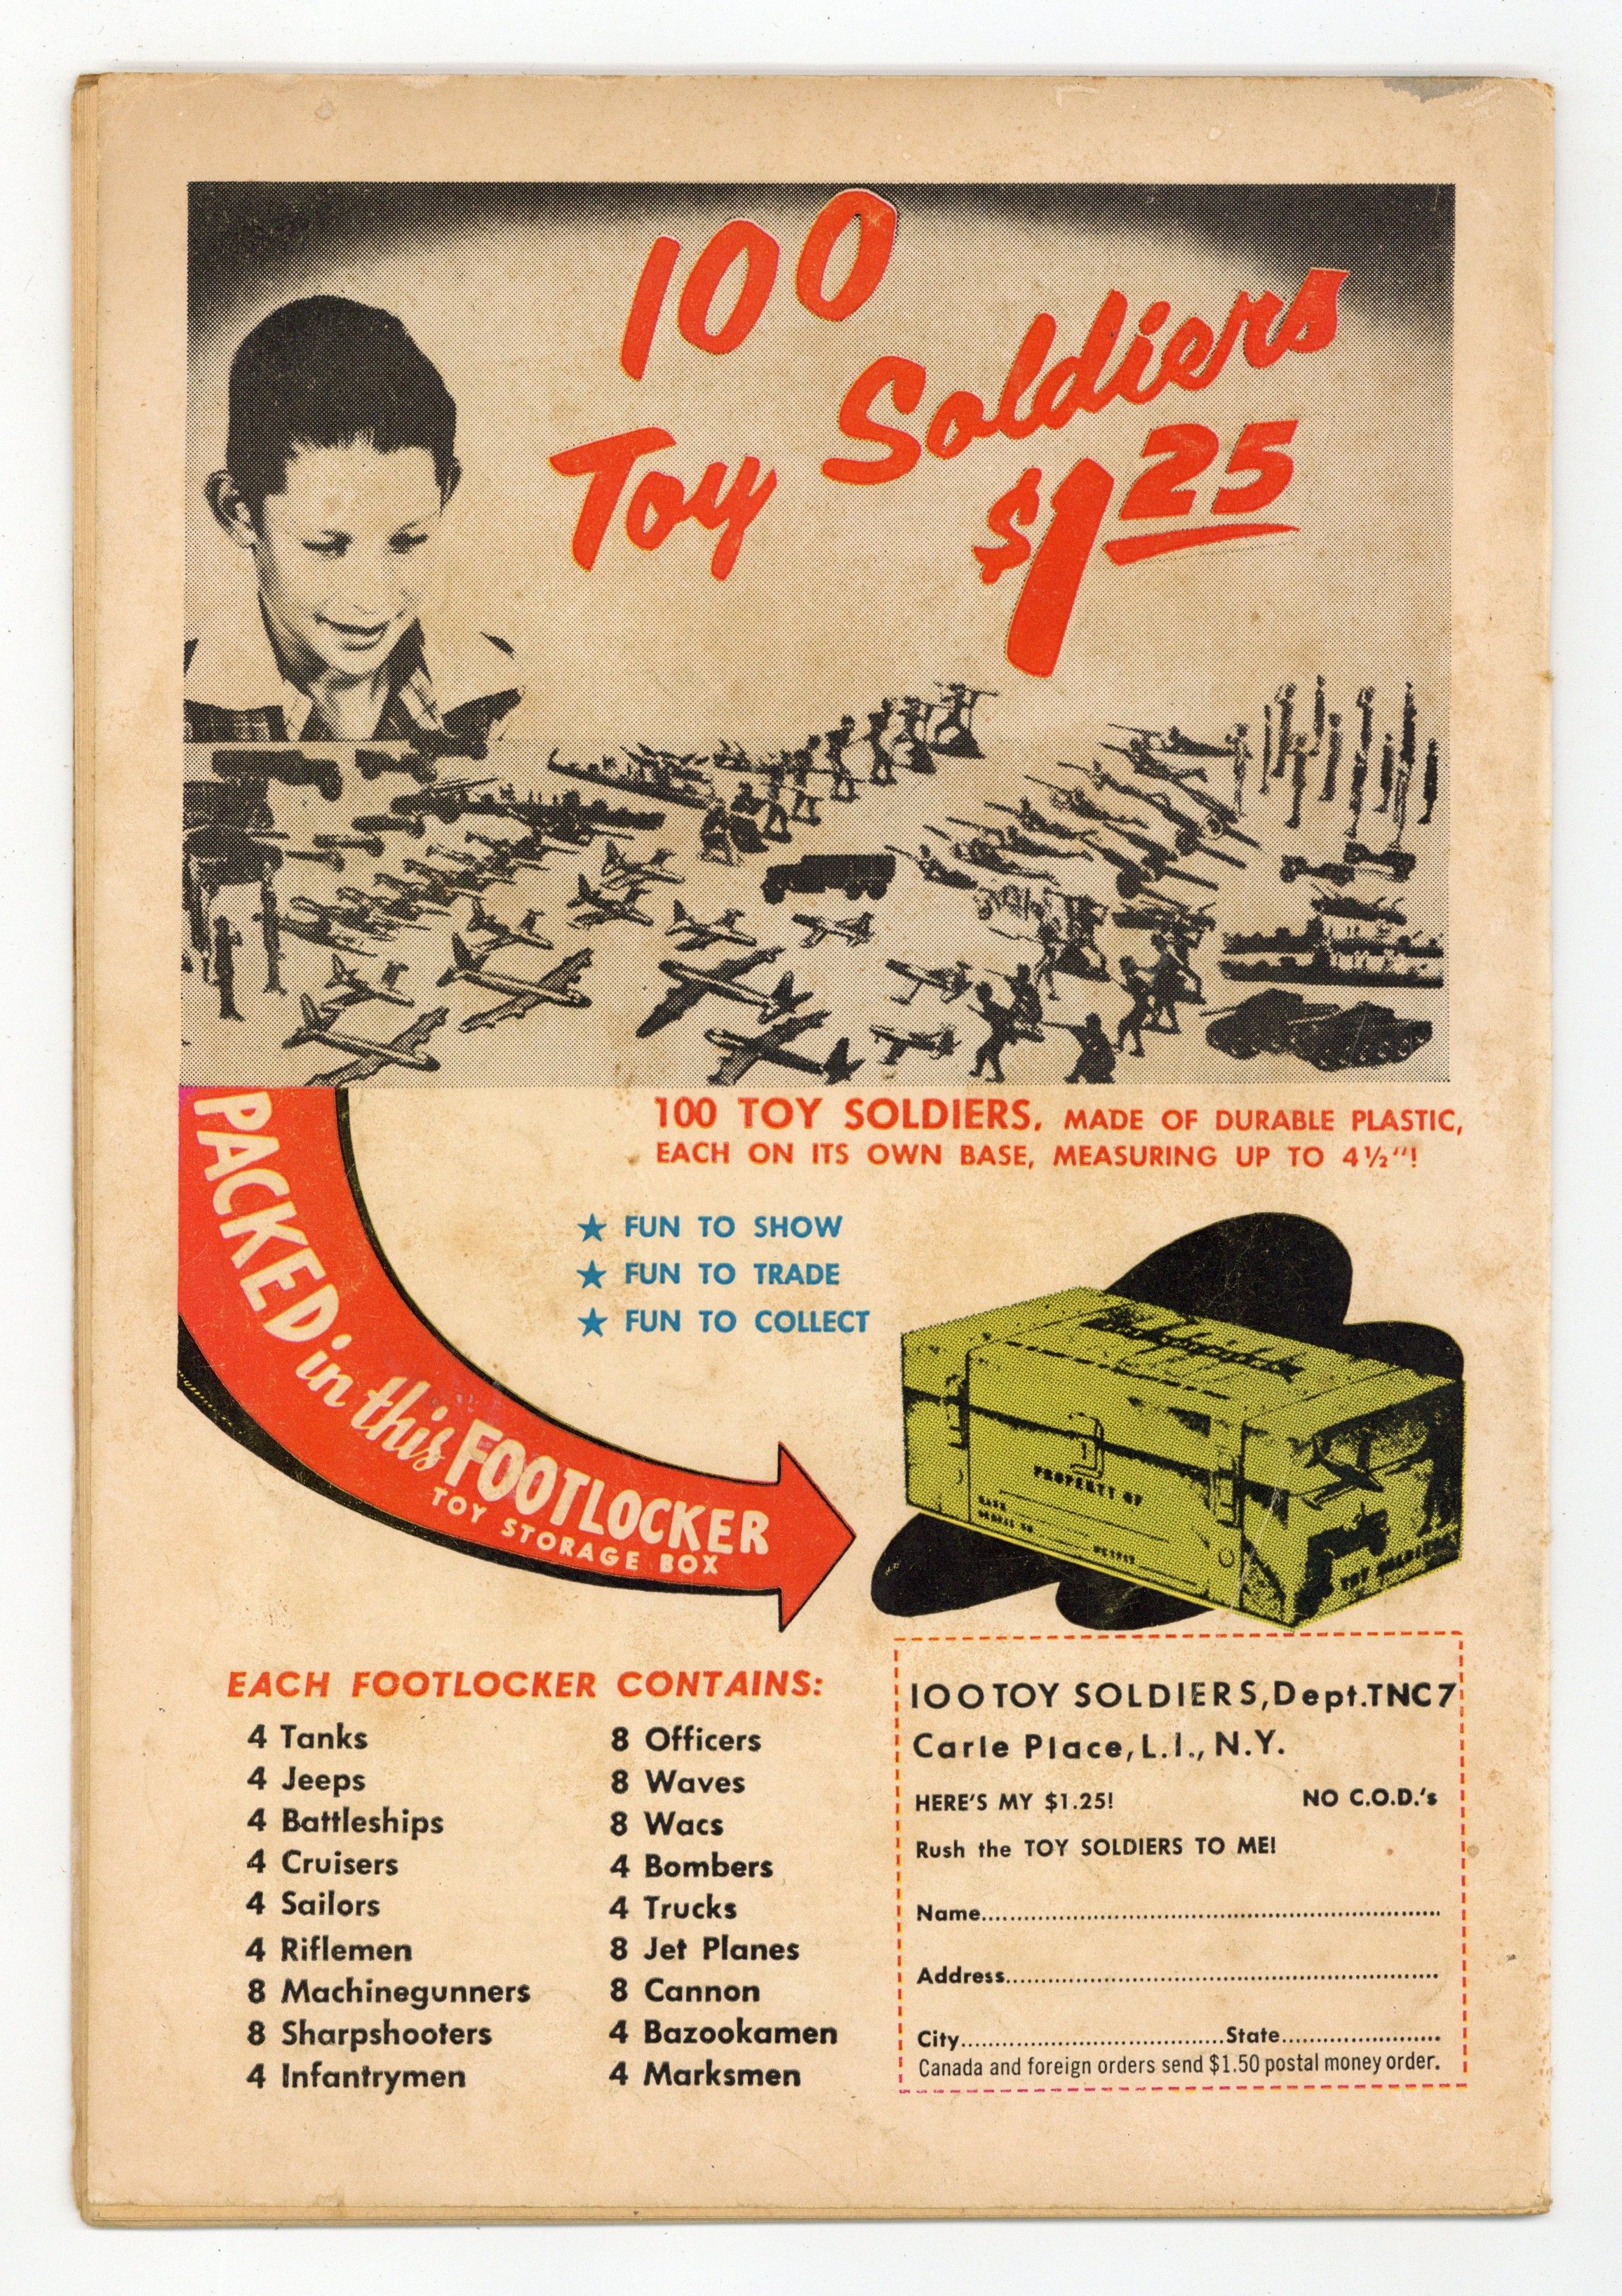 100
Toy Soldiers
$1 25
PACKED in this FOOTLOCKER
TOY STORAGE BOX
100 TOY SOLDIERS, MADE OF DURABLE PLASTIC,
EACH ON ITS OWN BASE, MEASURING UP TO 4½"!
★ FUN TO SHOW
★ FUN TO TRADE
★ FUN TO COLLECT
PROPERTY OF
TOY SOLDIERS
EACH FOOTLOCKER CONTAINS:
4 Tanks
4 Jeeps
4 Battleships
4 Cruisers
4 Sailors
4 Riflemen
8 Machinegunners
8 Sharpshooters
4 Infantrymen
8 Officers
8 Waves
8 Wacs
4 Bombers
4 Trucks
8 Jet Planes
8 Cannon
4 Bazookamen
4 Marksmen
100 TOY SOLDIERS, Dept. TNC7
Carle Place, L.I., N.Y.
HERE'S MY $1.25! NO C.O.D.'s
Rush the TOY SOLDIERS TO ME!
Name
Address
City State
Canada and foreign orders send $1.50 postal money order.